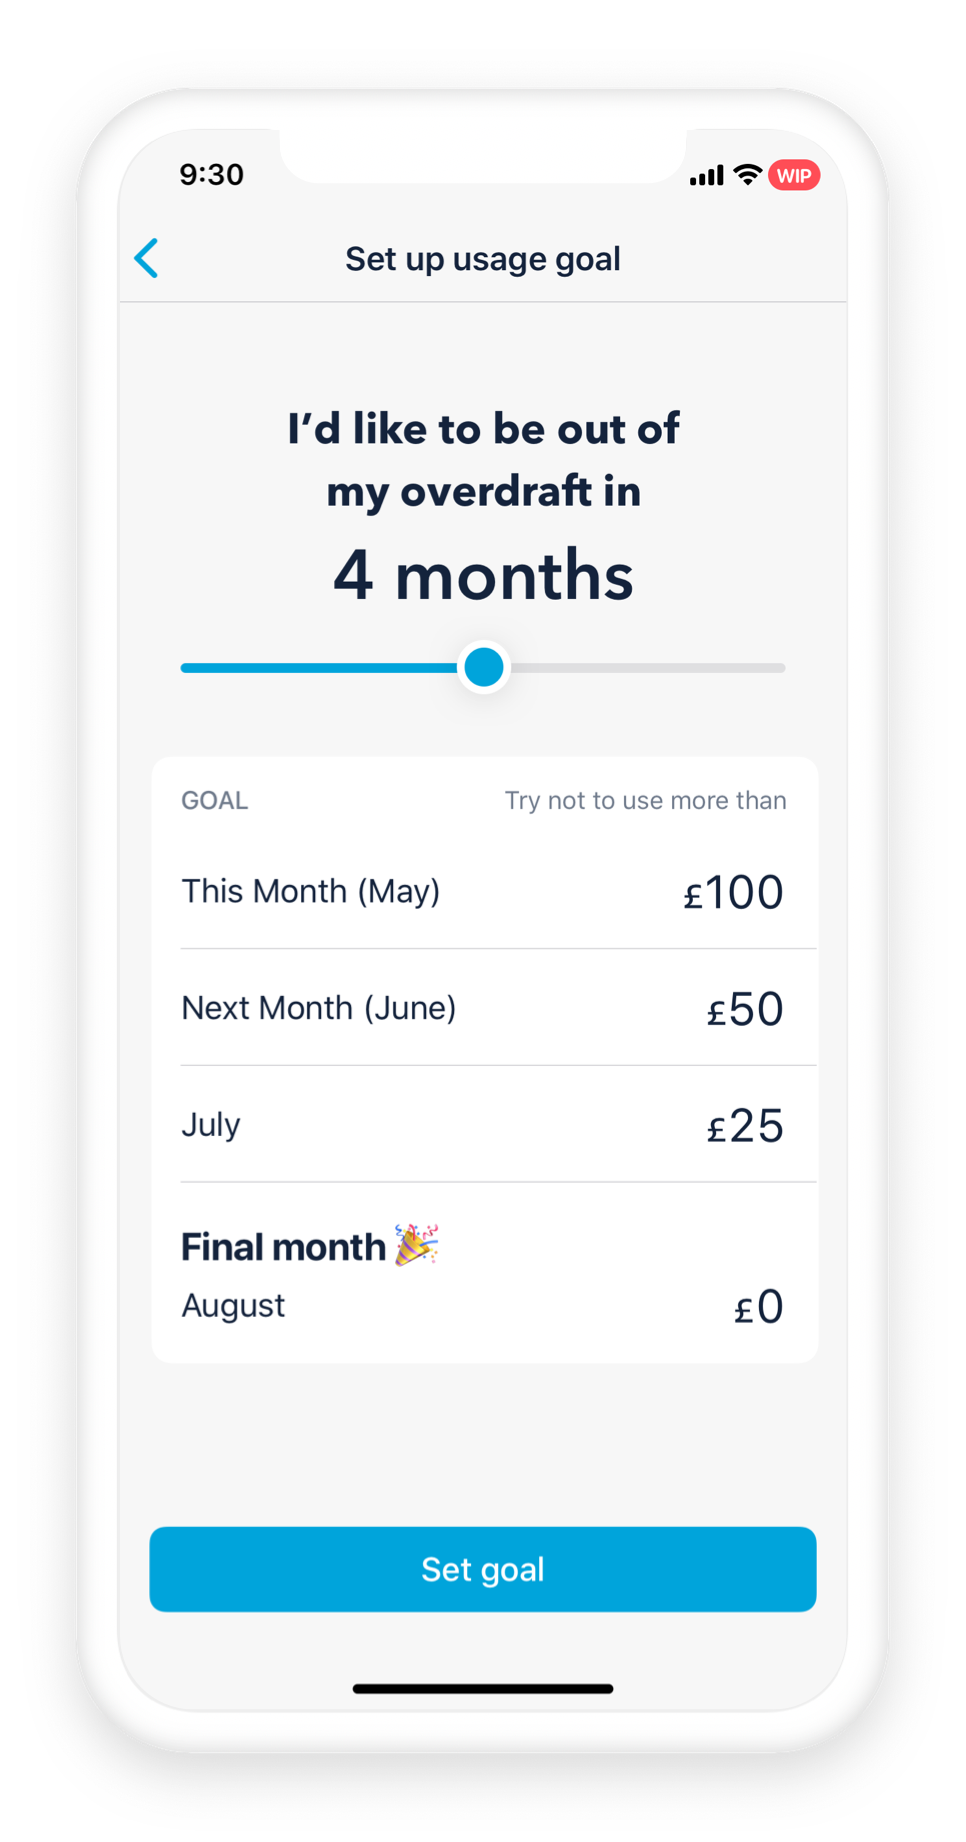 9:30 WIP
Set up usage goal
I’d like to be out of
my overdraft in
4 months
GOAL Try not to use more than
This Month (May) £100
Next Month (June) £50
July £25
Final month 🎉
August £0
Set goal